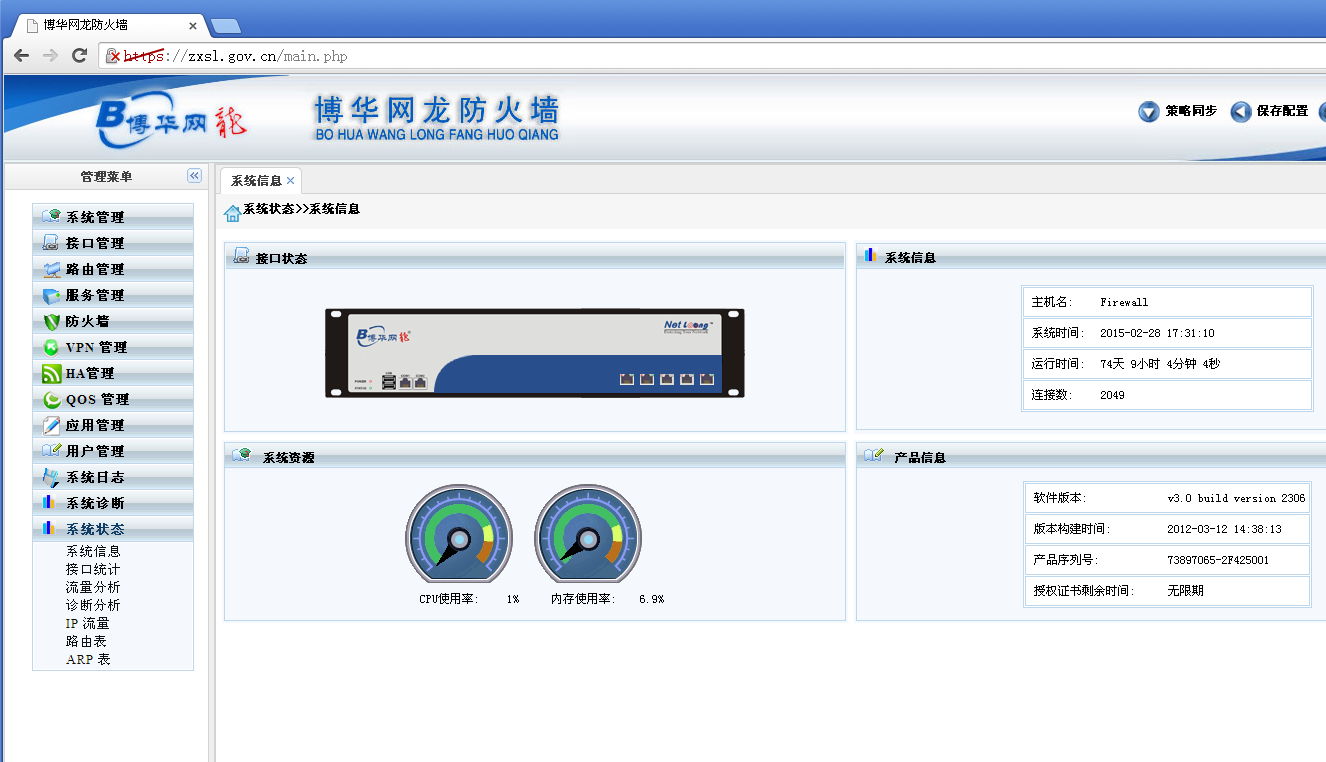 博华网龙防火墙
https://zxsl.gov.cn/main.php
B博华网龙
博华网龙防火墙
BO HUA WANG LONG FANG HUO QIANG
策略同步 保存配置
管理菜单
系统管理
接口管理
路由管理
服务管理
防火墙
VPN 管理
HA管理
QOS 管理
应用管理
用户管理
系统日志
系统诊断
系统状态
系统信息
接口统计
流量分析
诊断分析
IP 流量
路由表
ARP 表
系统信息
系统状态>>系统信息
接口状态
B博华网龙
Net Loong
系统资源
CPU使用率: 1% 内存使用率: 6.9%
系统信息
主机名: Firewall
系统时间: 2015-02-28 17:31:10
运行时间: 74天 9小时 4分钟 4秒
连接数: 2049
产品信息
软件版本: v3.0 build version 2306
版本构建时间: 2012-03-12 14:38:13
产品序列号: 73897065-2F425001
授权证书剩余时间: 无限期